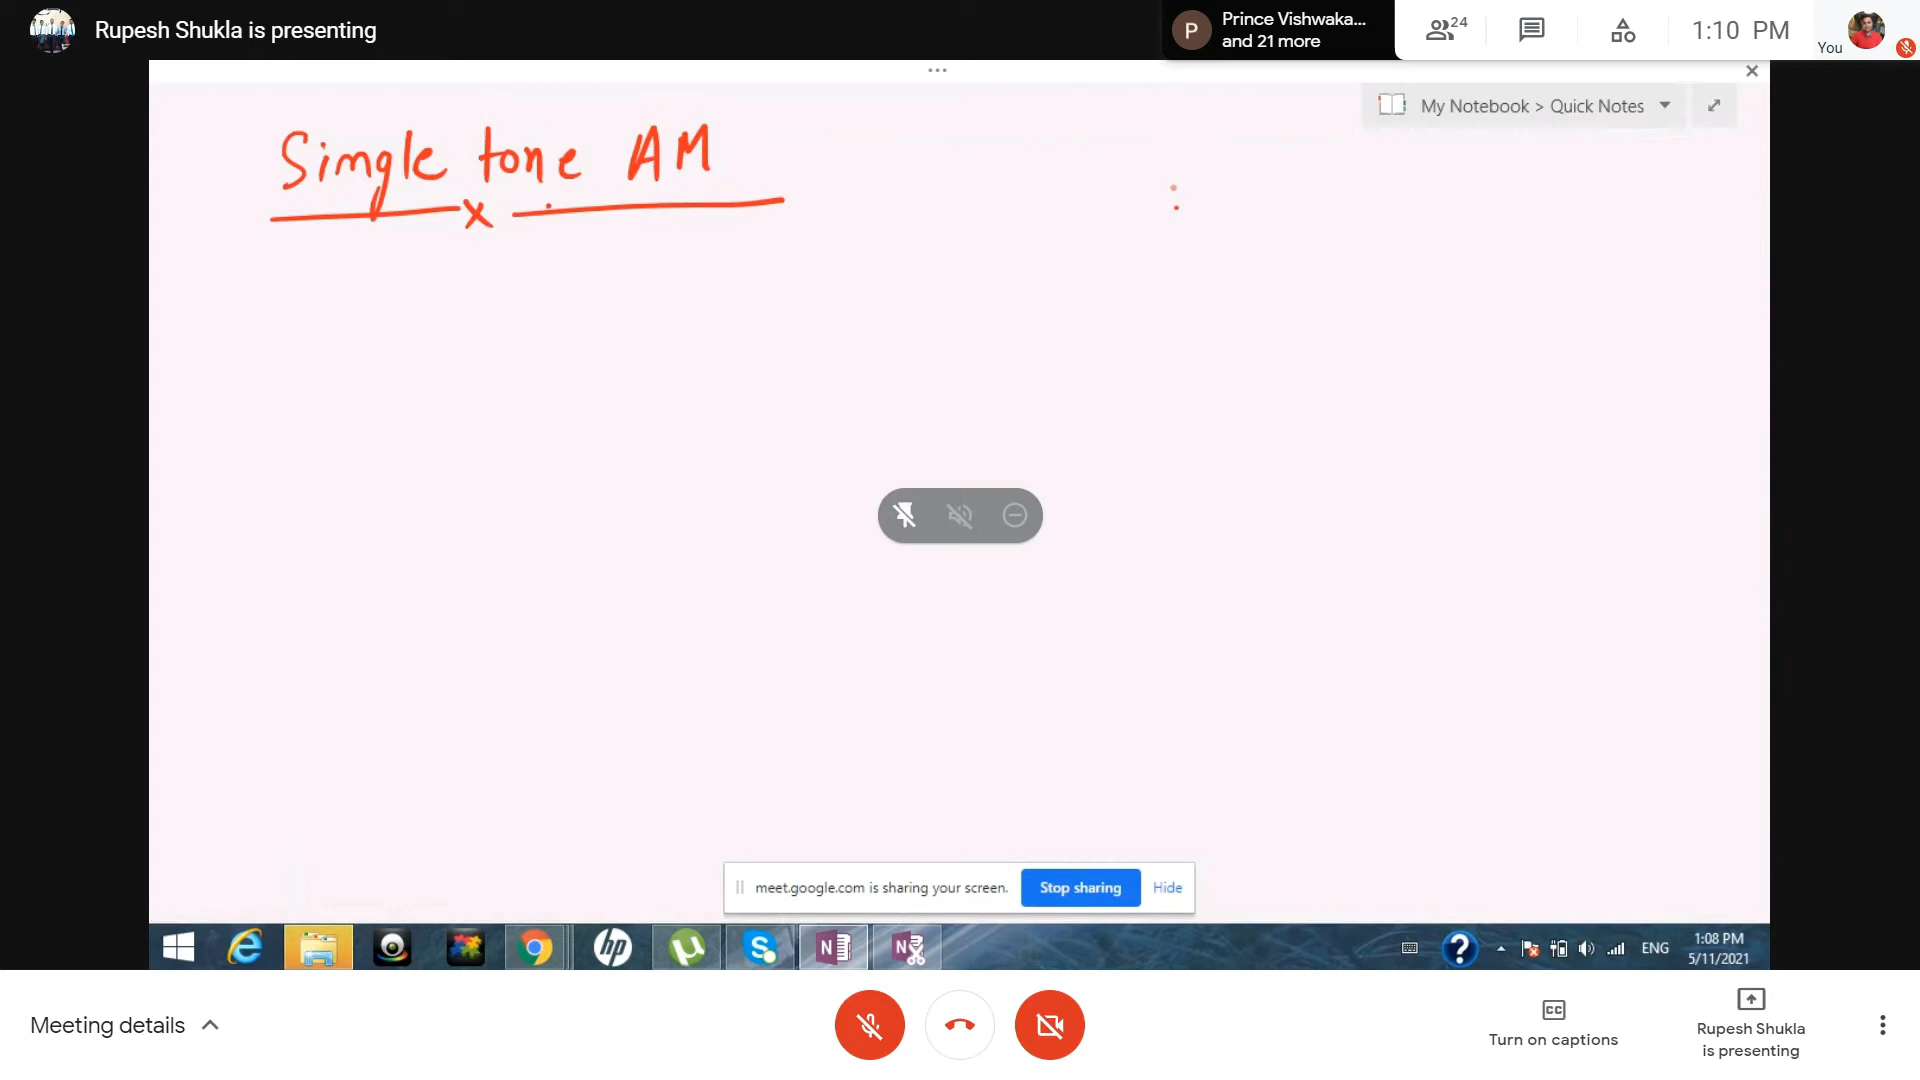 Rupesh Shukla is presenting
P
Prince Vishwaka...
and 21 more
24
1:10 PM
You
My Notebook > Quick Notes
Single tone AM
x
meet.google.com is sharing your screen.
Stop sharing
Hide
ENG
1:08 PM
5/11/2021
Meeting details
Turn on captions
Rupesh Shukla
is presenting